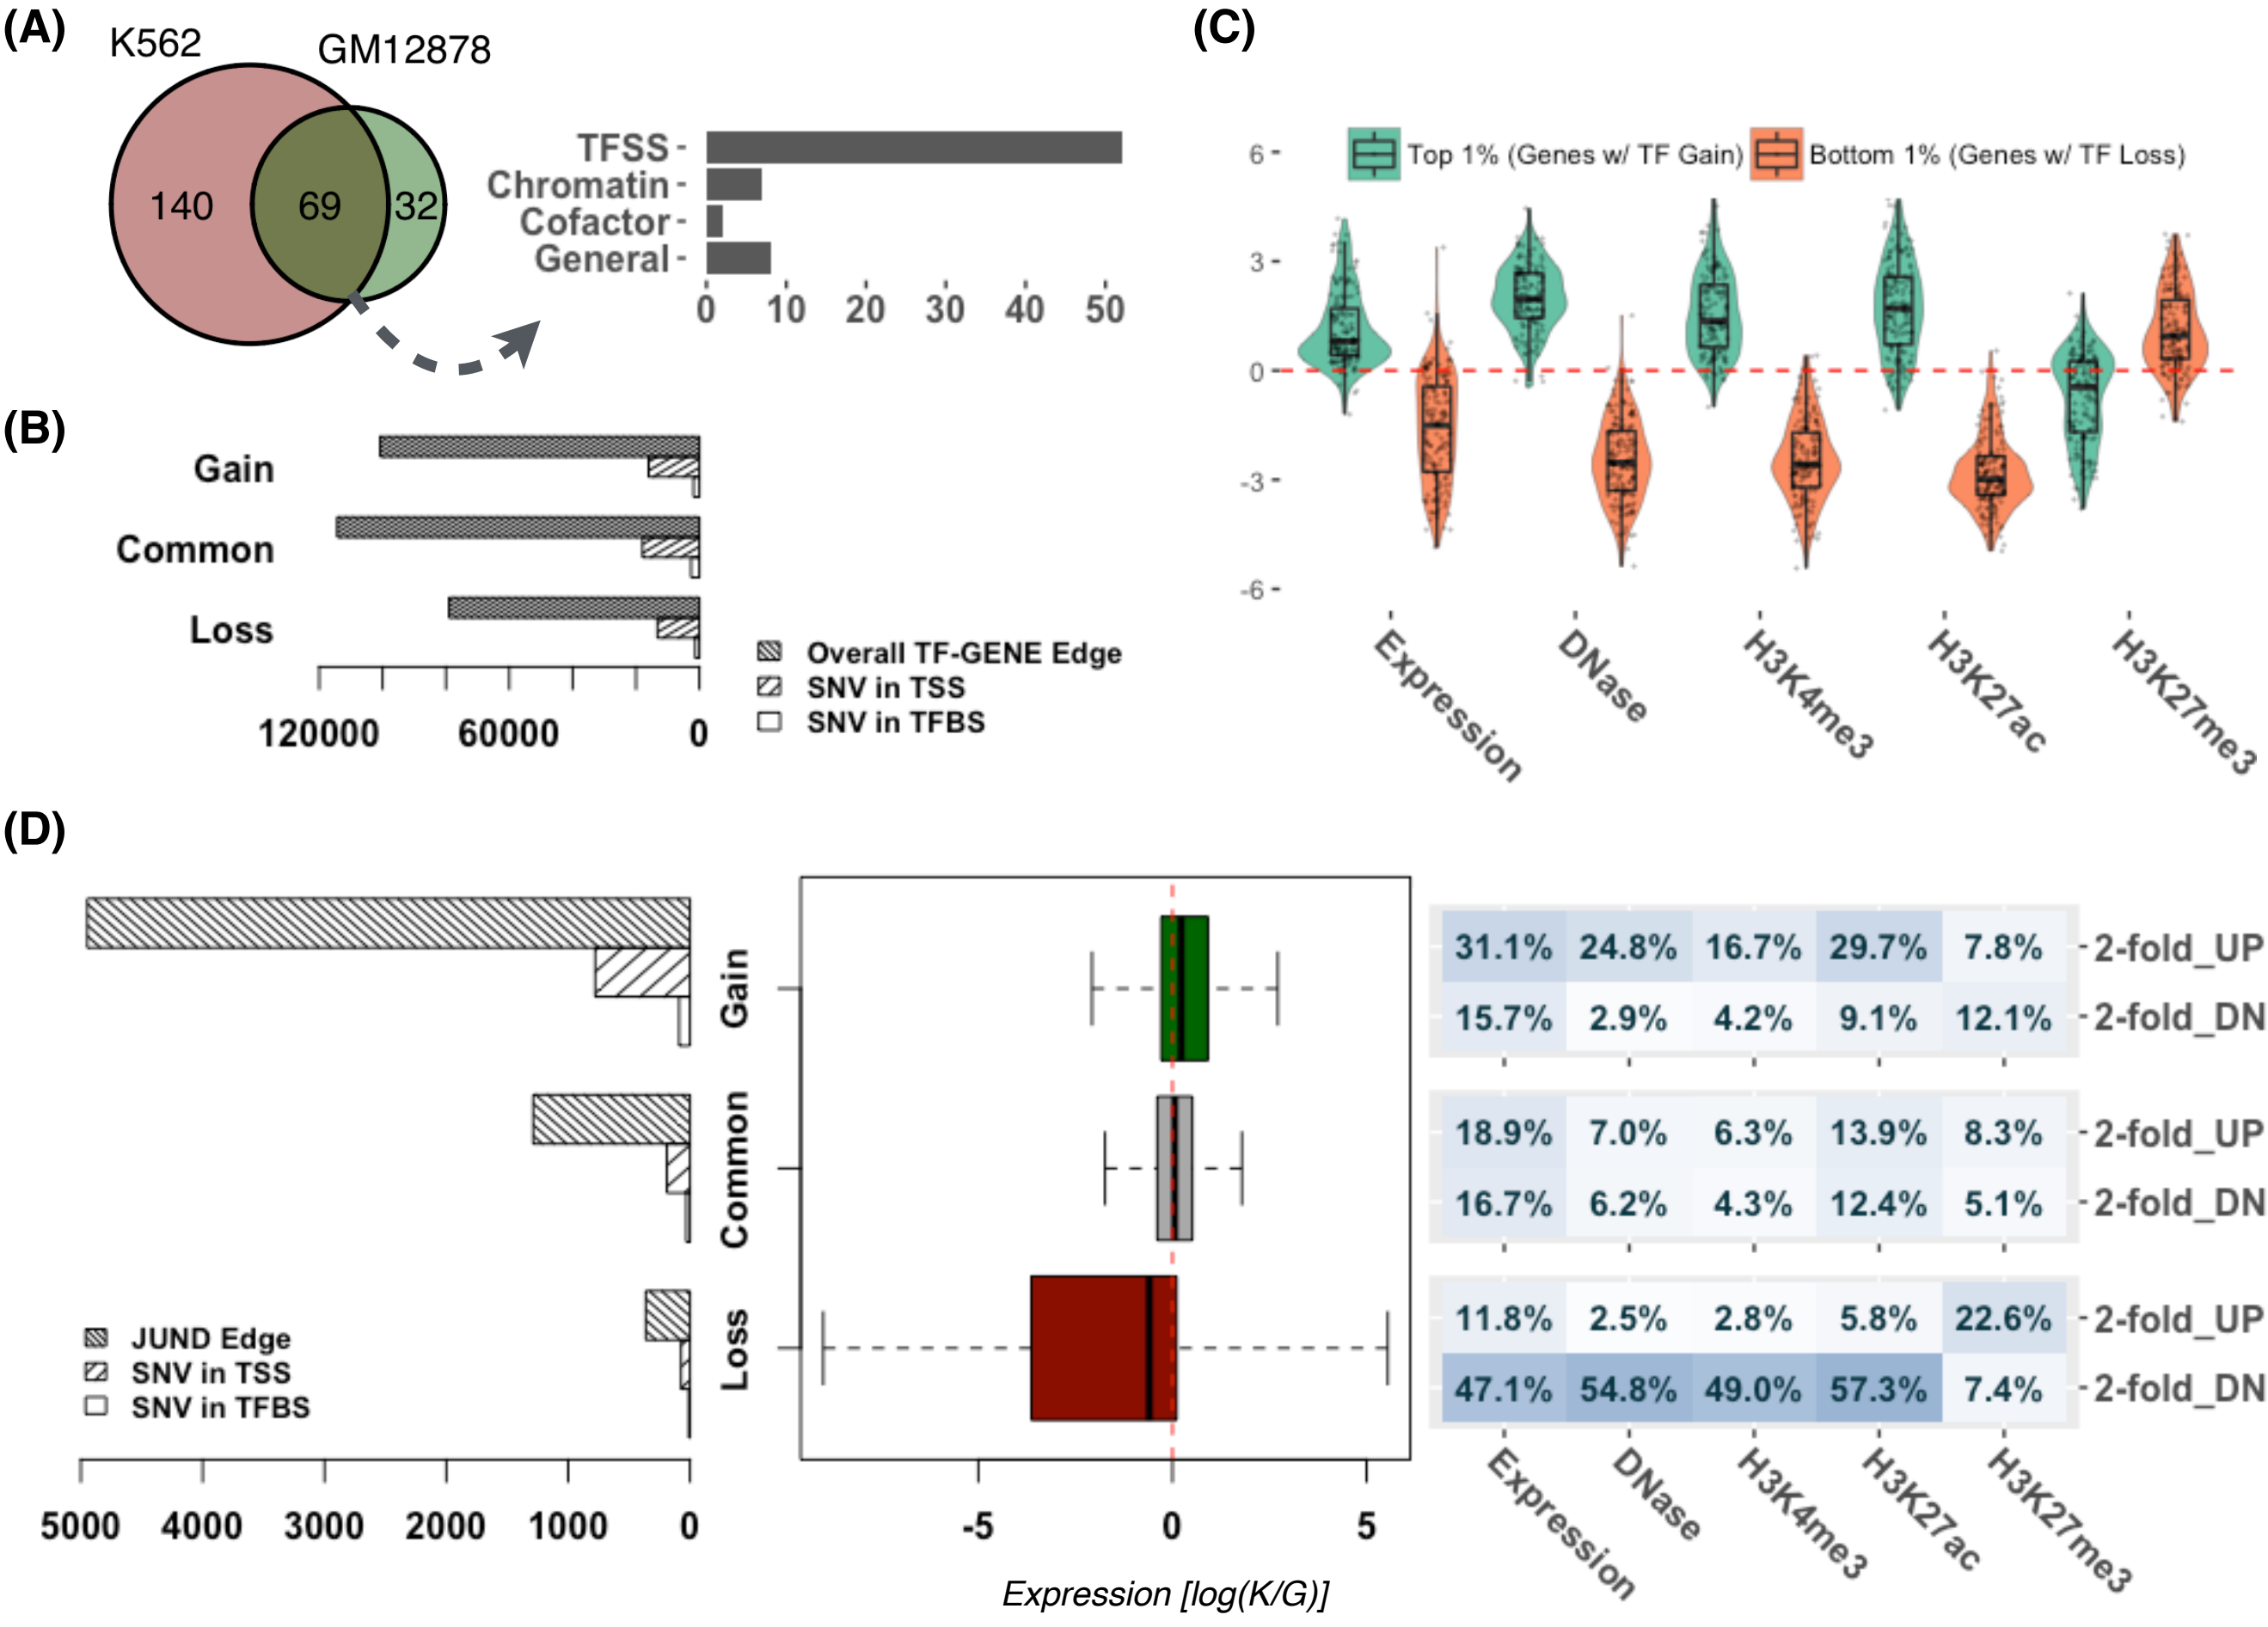 (A)
K562
GM12878
140
69
32
TFSS
Chromatin
Cofactor
General
0 10 20 30 40 50
(B)
Gain
Common
Loss
120000 60000 0
Overall TF-GENE Edge
SNV in TSS
SNV in TFBS
(C)
Top 1% (Genes w/ TF Gain)
Bottom 1% (Genes w/ TF Loss)
6
3
0
-3
-6
Expression
DNase
H3K4me3
H3K27ac
H3K27me3
(D)
JUND Edge
SNV in TSS
SNV in TFBS
5000 4000 3000 2000 1000 0
Gain
Common
Loss
-5 0 5
Expression [log(K/G)]
31.1% 24.8% 16.7% 29.7% 7.8% 2-fold_UP
15.7% 2.9% 4.2% 9.1% 12.1% 2-fold_DN
18.9% 7.0% 6.3% 13.9% 8.3% 2-fold_UP
16.7% 6.2% 4.3% 12.4% 5.1% 2-fold_DN
11.8% 2.5% 2.8% 5.8% 22.6% 2-fold_UP
47.1% 54.8% 49.0% 57.3% 7.4% 2-fold_DN
Expression
DNase
H3K4me3
H3K27ac
H3K27me3